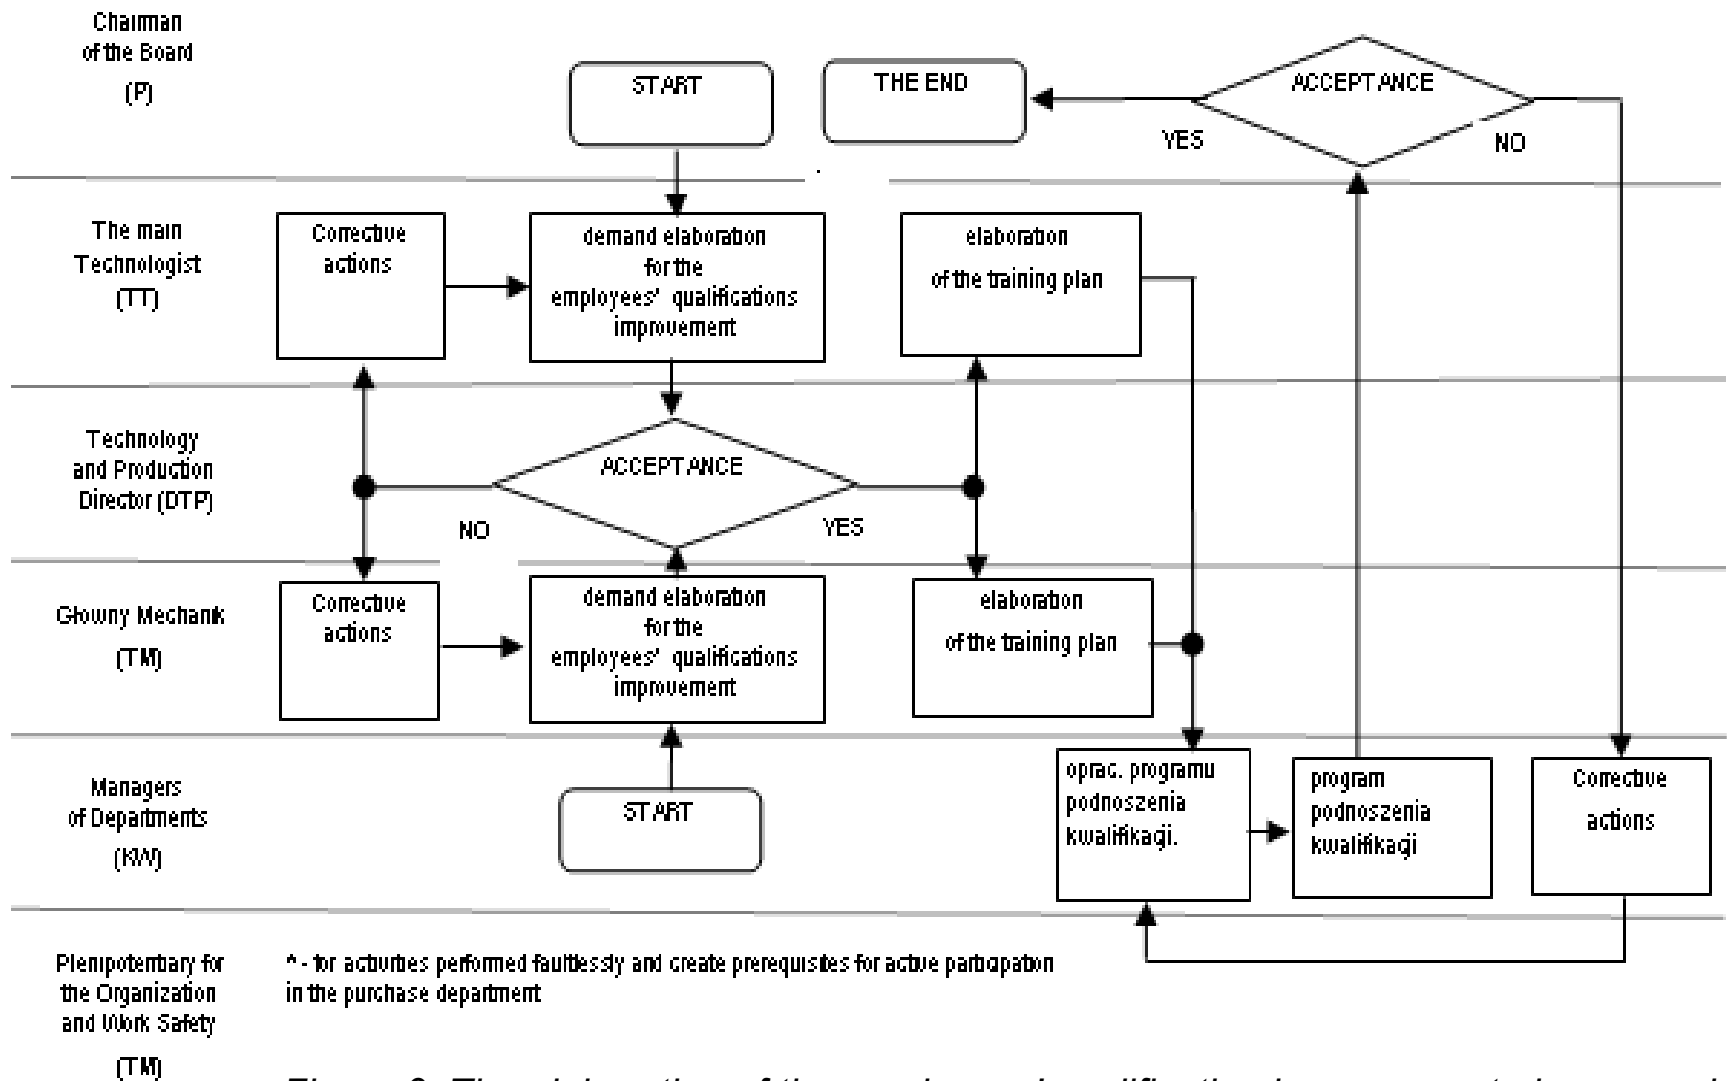 Chairman
of the Board
(P)
START
THE END
ACCEPTANCE
YES
NO
The main
Technologist
(TT)
Corrective
actions
demand elaboration
for the
employees' qualifications
improvement
elaboration
of the training plan
Technology
and Production
Director (DTP)
ACCEPTANCE
NO
YES
Głowny Mechanik
(TM)
Corrective
actions
demand elaboration
for the
employees' qualifications
improvement
elaboration
of the training plan
Managers
of Departments
(KW)
START
oprac. programu
podnoszenia
kwalifikacji.
program
podnoszenia
kwalifikacji
Corrective
actions
Plenipotentiary for
the Organization
and Work Safety
(TM)
* - for activities performed faultlessly and create prerequisites for active participation
in the purchase department